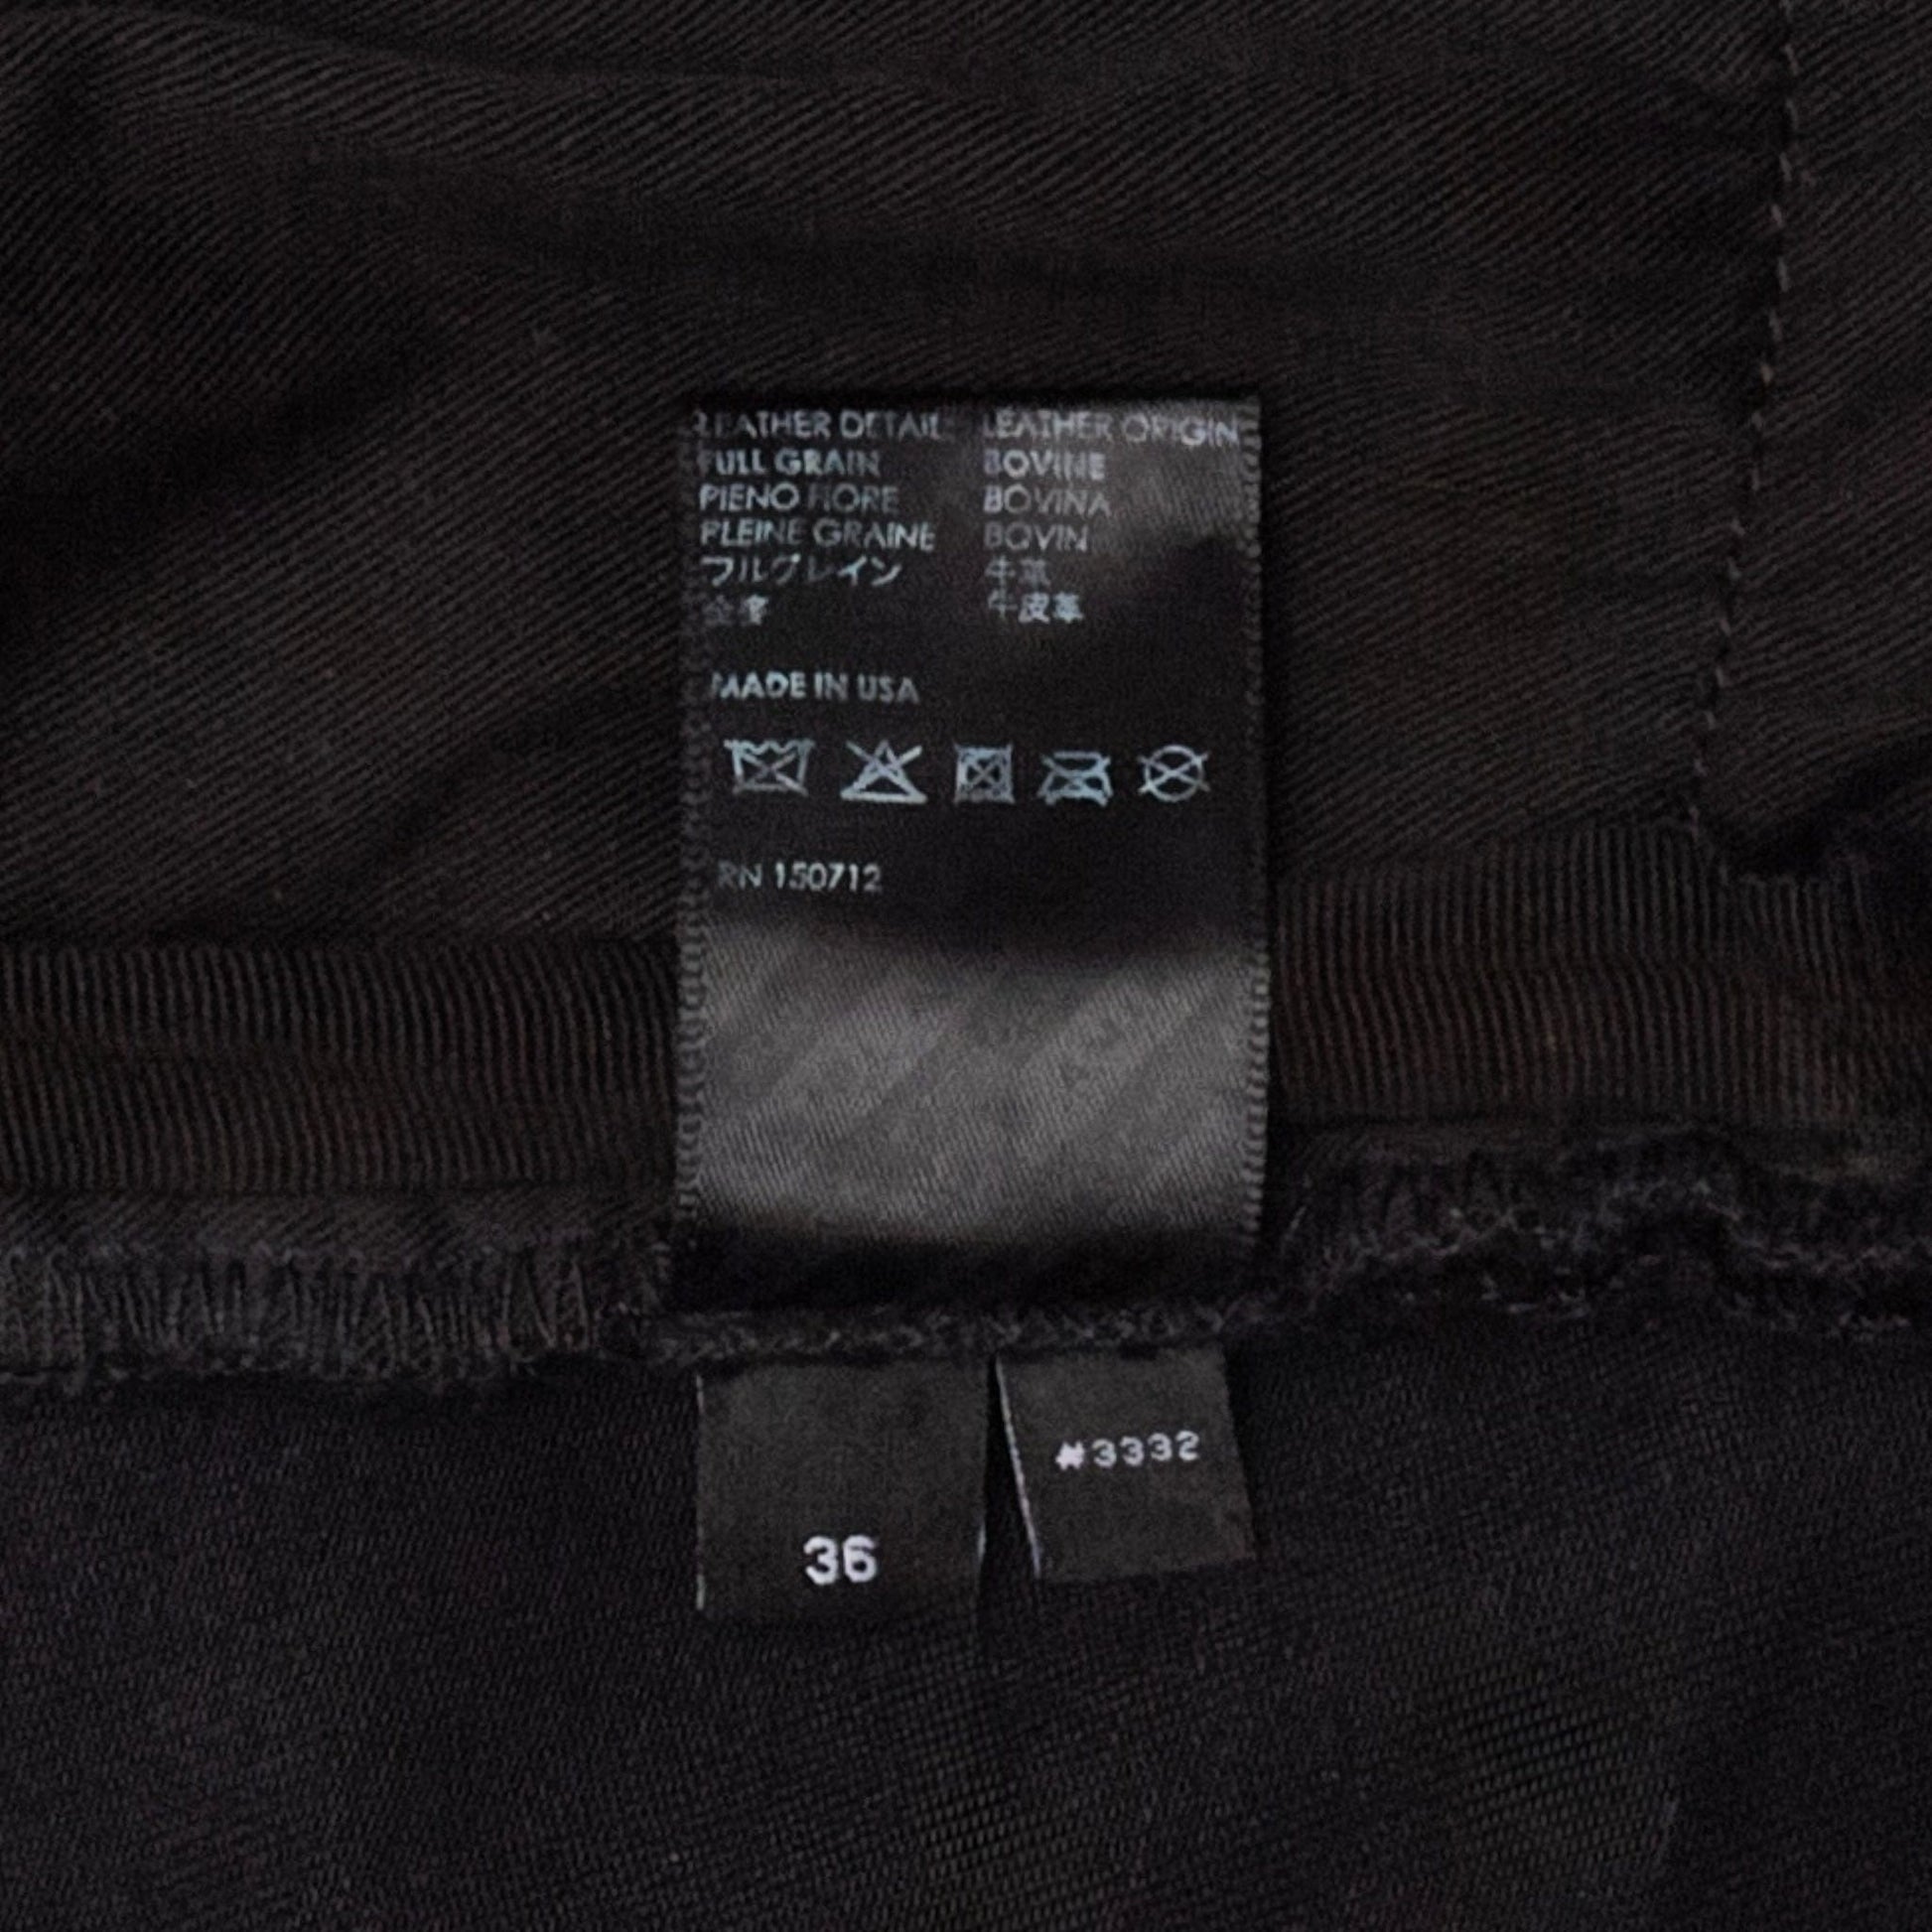 LEATHER DETAIL LEATHER ORIGIN
FULL GRAIN BOVINE
PIENO FIORE BOVINA
PLEINE GRAINE BOVIN
フルグレイン 牛革
牛皮革
MADE IN USA
RN 150712
#3332
36